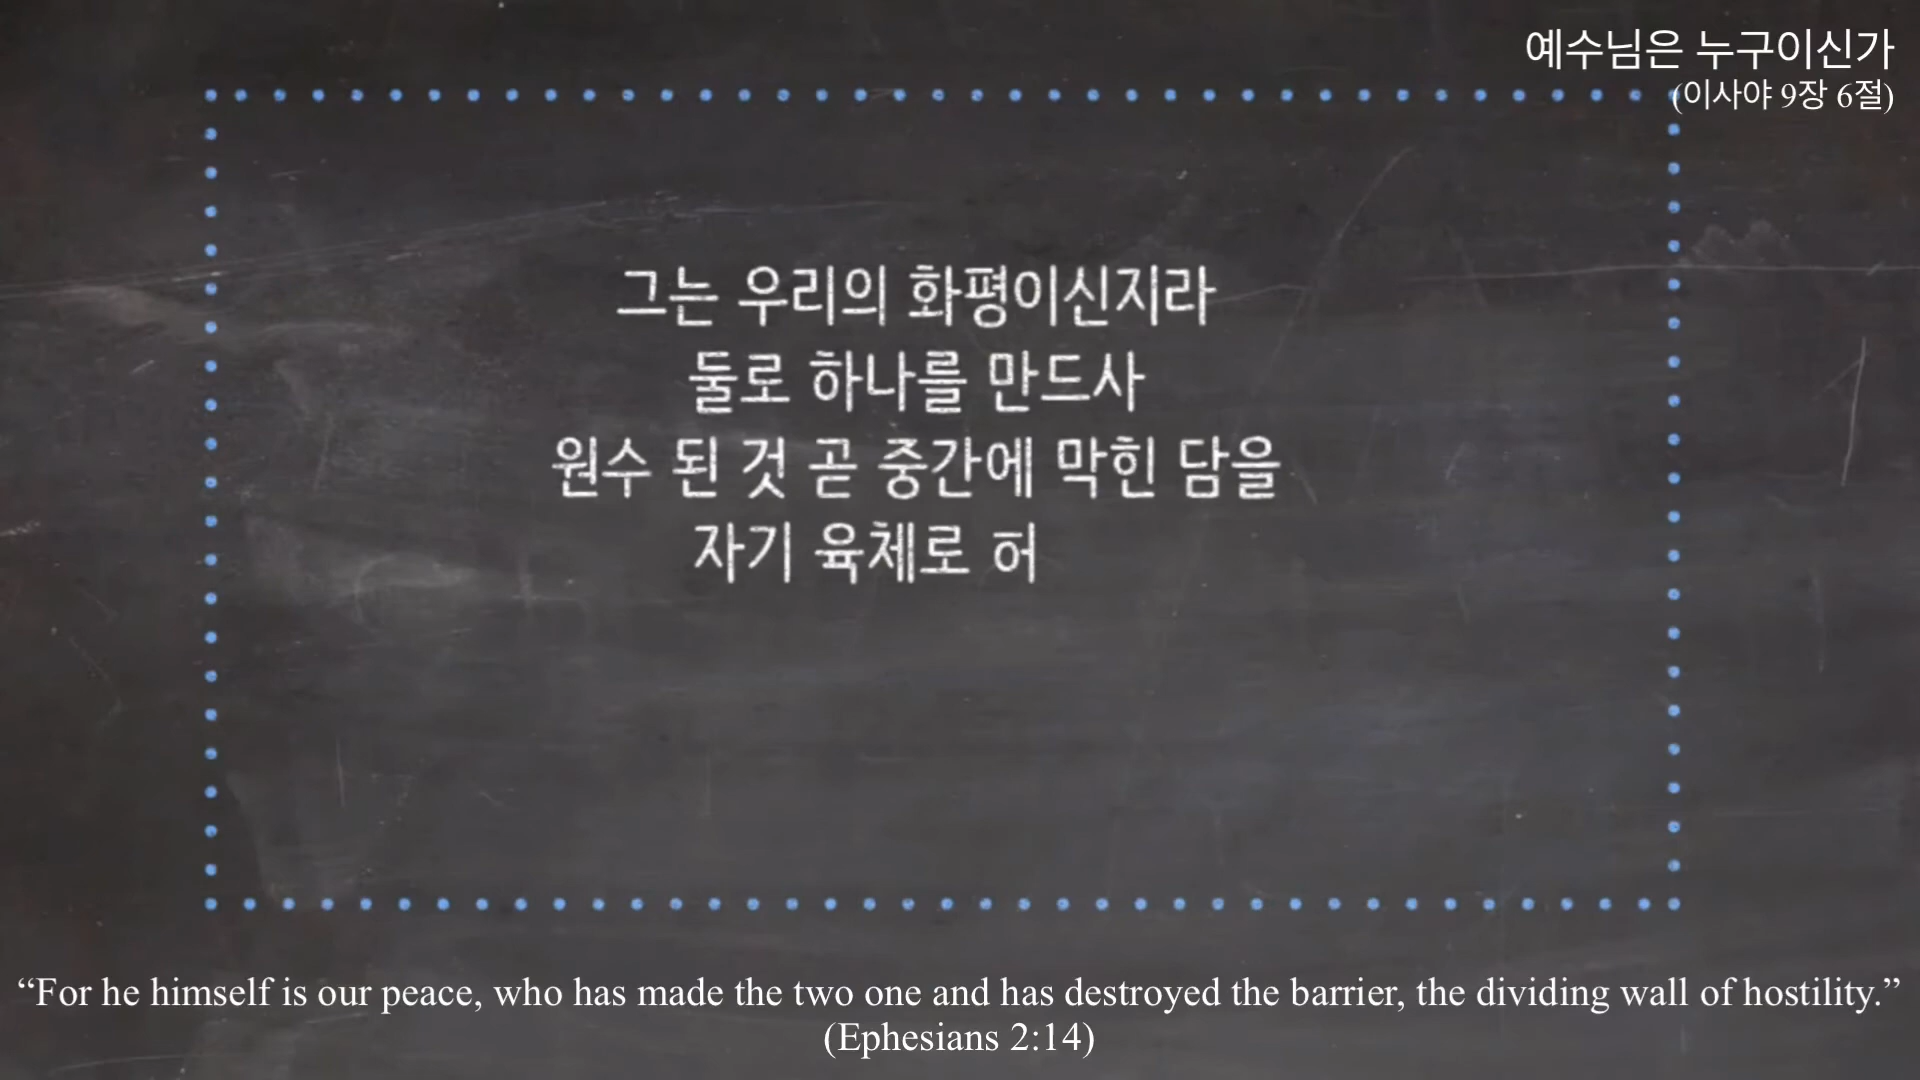 예수님은 누구이신가
(이사야 9장 6절)
그는 우리의 화평이신지라
둘로 하나를 만드사
원수 된 것 곧 중간에 막힌 담을
자기 육체로 허
“For he himself is our peace, who has made the two one and has destroyed the barrier, the dividing wall of hostility.”
(Ephesians 2:14)